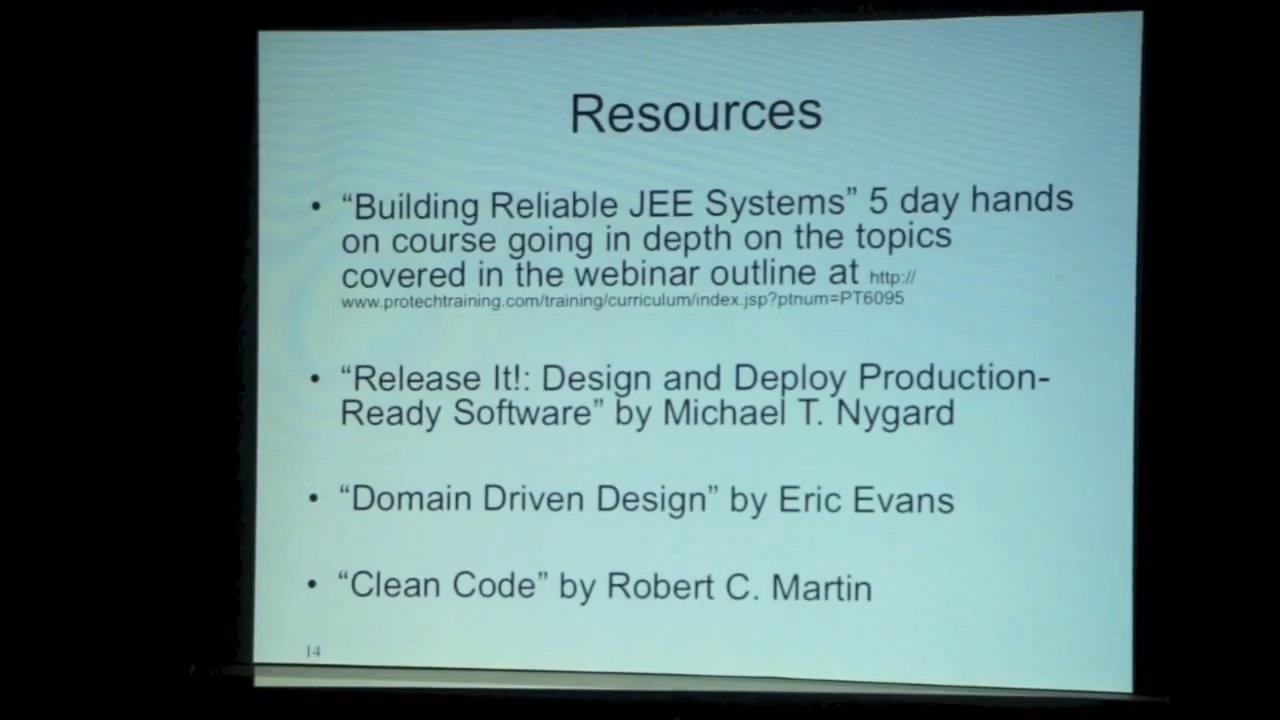 Resources
• “Building Reliable JEE Systems” 5 day hands
on course going in depth on the topics
covered in the webinar outline at http://
www.protechtraining.com/training/curriculum/index.jsp?ptnum=PT6095
• “Release It!: Design and Deploy Production-
Ready Software” by Michael T. Nygard
• “Domain Driven Design” by Eric Evans
• “Clean Code” by Robert C. Martin
14